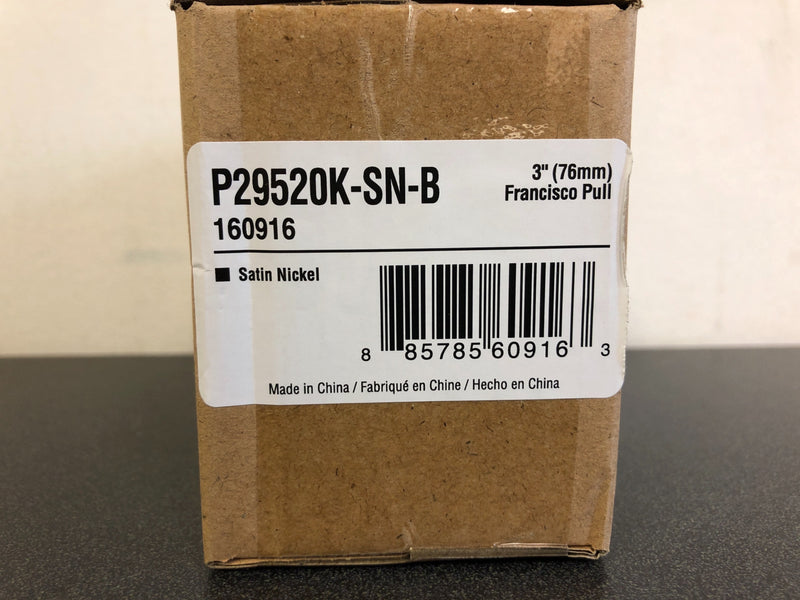 P29520K-SN-B
3" (76mm)
Francisco Pull
160916
Satin Nickel
8 85785 60916 3
Made in China / Fabriqué en Chine / Hecho en China